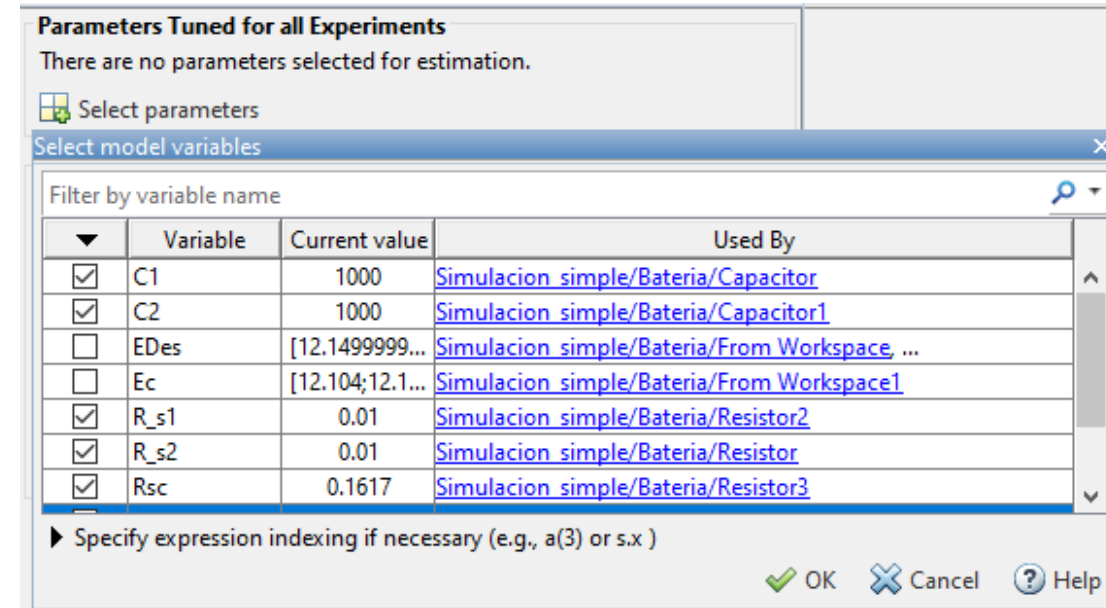 Parameters Tuned for all Experiments
There are no parameters selected for estimation.
Select parameters
Select model variables
Filter by variable name
Variable Current value Used By
C1 1000 Simulacion_simple/Bateria/Capacitor
C2 1000 Simulacion_simple/Bateria/Capacitor1
EDes [12.1499999... Simulacion_simple/Bateria/From Workspace, ...
Ec [12.104;12.1... Simulacion_simple/Bateria/From Workspace1
R_s1 0.01 Simulacion_simple/Bateria/Resistor2
R_s2 0.01 Simulacion_simple/Bateria/Resistor
Rsc 0.1617 Simulacion_simple/Bateria/Resistor3
Specify expression indexing if necessary (e.g., a(3) or s.x )
OK Cancel Help